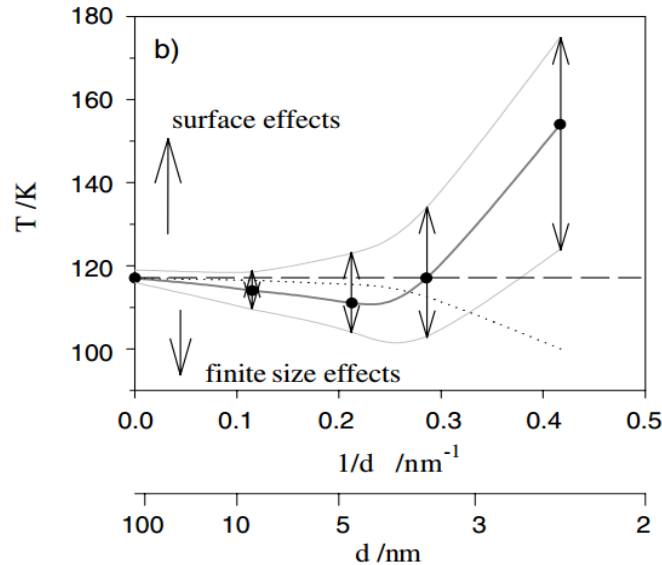 180
b)
160
surface effects
140
T /K
120
100
finite size effects
0.0 0.1 0.2 0.3 0.4 0.5
1/d /nm⁻¹
100 10 5 3 2
d /nm